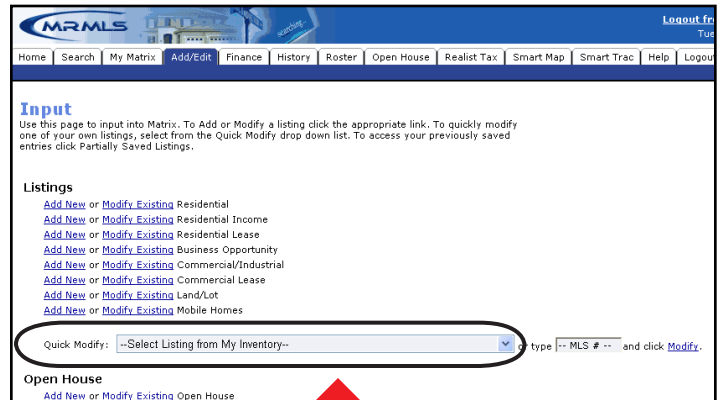 MRMLS
searching...
Logout fr
Tue
Home Search My Matrix Add/Edit Finance History Roster Open House Realist Tax Smart Map Smart Trac Help Logout
Input
Use this page to input into Matrix. To Add or Modify a listing click the appropriate link. To quickly modify
one of your own listings, select from the Quick Modify drop down list. To access your previously saved
entries click Partially Saved Listings.
Listings
Add New or Modify Existing Residential
Add New or Modify Existing Residential Income
Add New or Modify Existing Residential Lease
Add New or Modify Existing Business Opportunity
Add New or Modify Existing Commercial/Industrial
Add New or Modify Existing Commercial Lease
Add New or Modify Existing Land/Lot
Add New or Modify Existing Mobile Homes
Quick Modify: --Select Listing from My Inventory-- or type -- MLS # -- and click Modify.
Open House
Add New or Modify Existing Open House